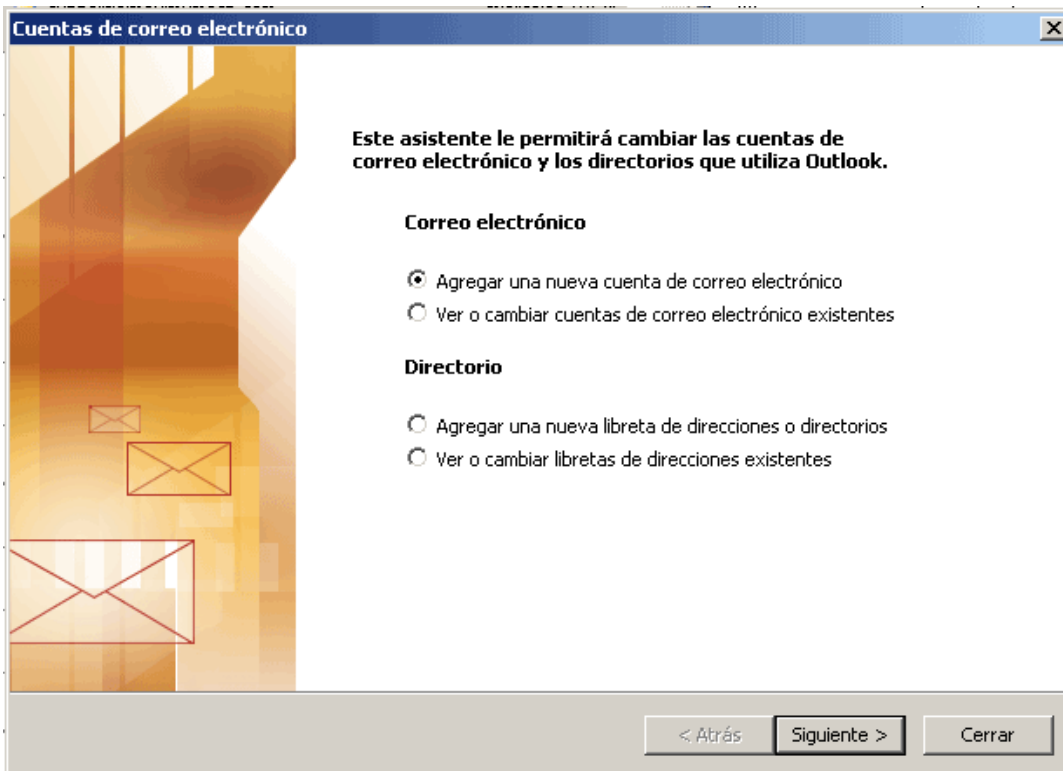 Cuentas de correo electrónico
Este asistente le permitirá cambiar las cuentas de
correo electrónico y los directorios que utiliza Outlook.
Correo electrónico
Agregar una nueva cuenta de correo electrónico
Ver o cambiar cuentas de correo electrónico existentes
Directorio
Agregar una nueva libreta de direcciones o directorios
Ver o cambiar libretas de direcciones existentes
< Atrás
Siguiente >
Cerrar